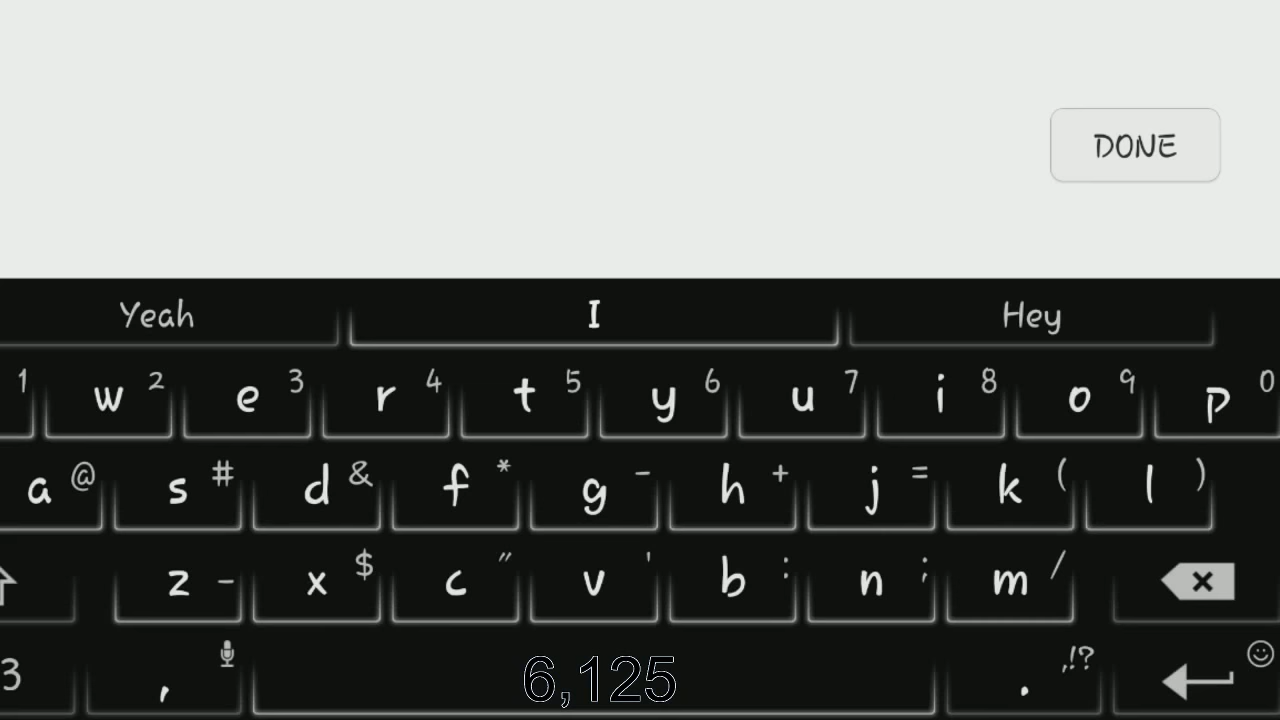 DONE
Yeah I Hey
1 w 2 e 3 r 4 t 5 y 6 u 7 i 8 o 9 p 0
a @ s # d & f * g - h + j = k ( l )
z - x $ c " v ' b : n ; m /
3 , 6,125 . ,!?